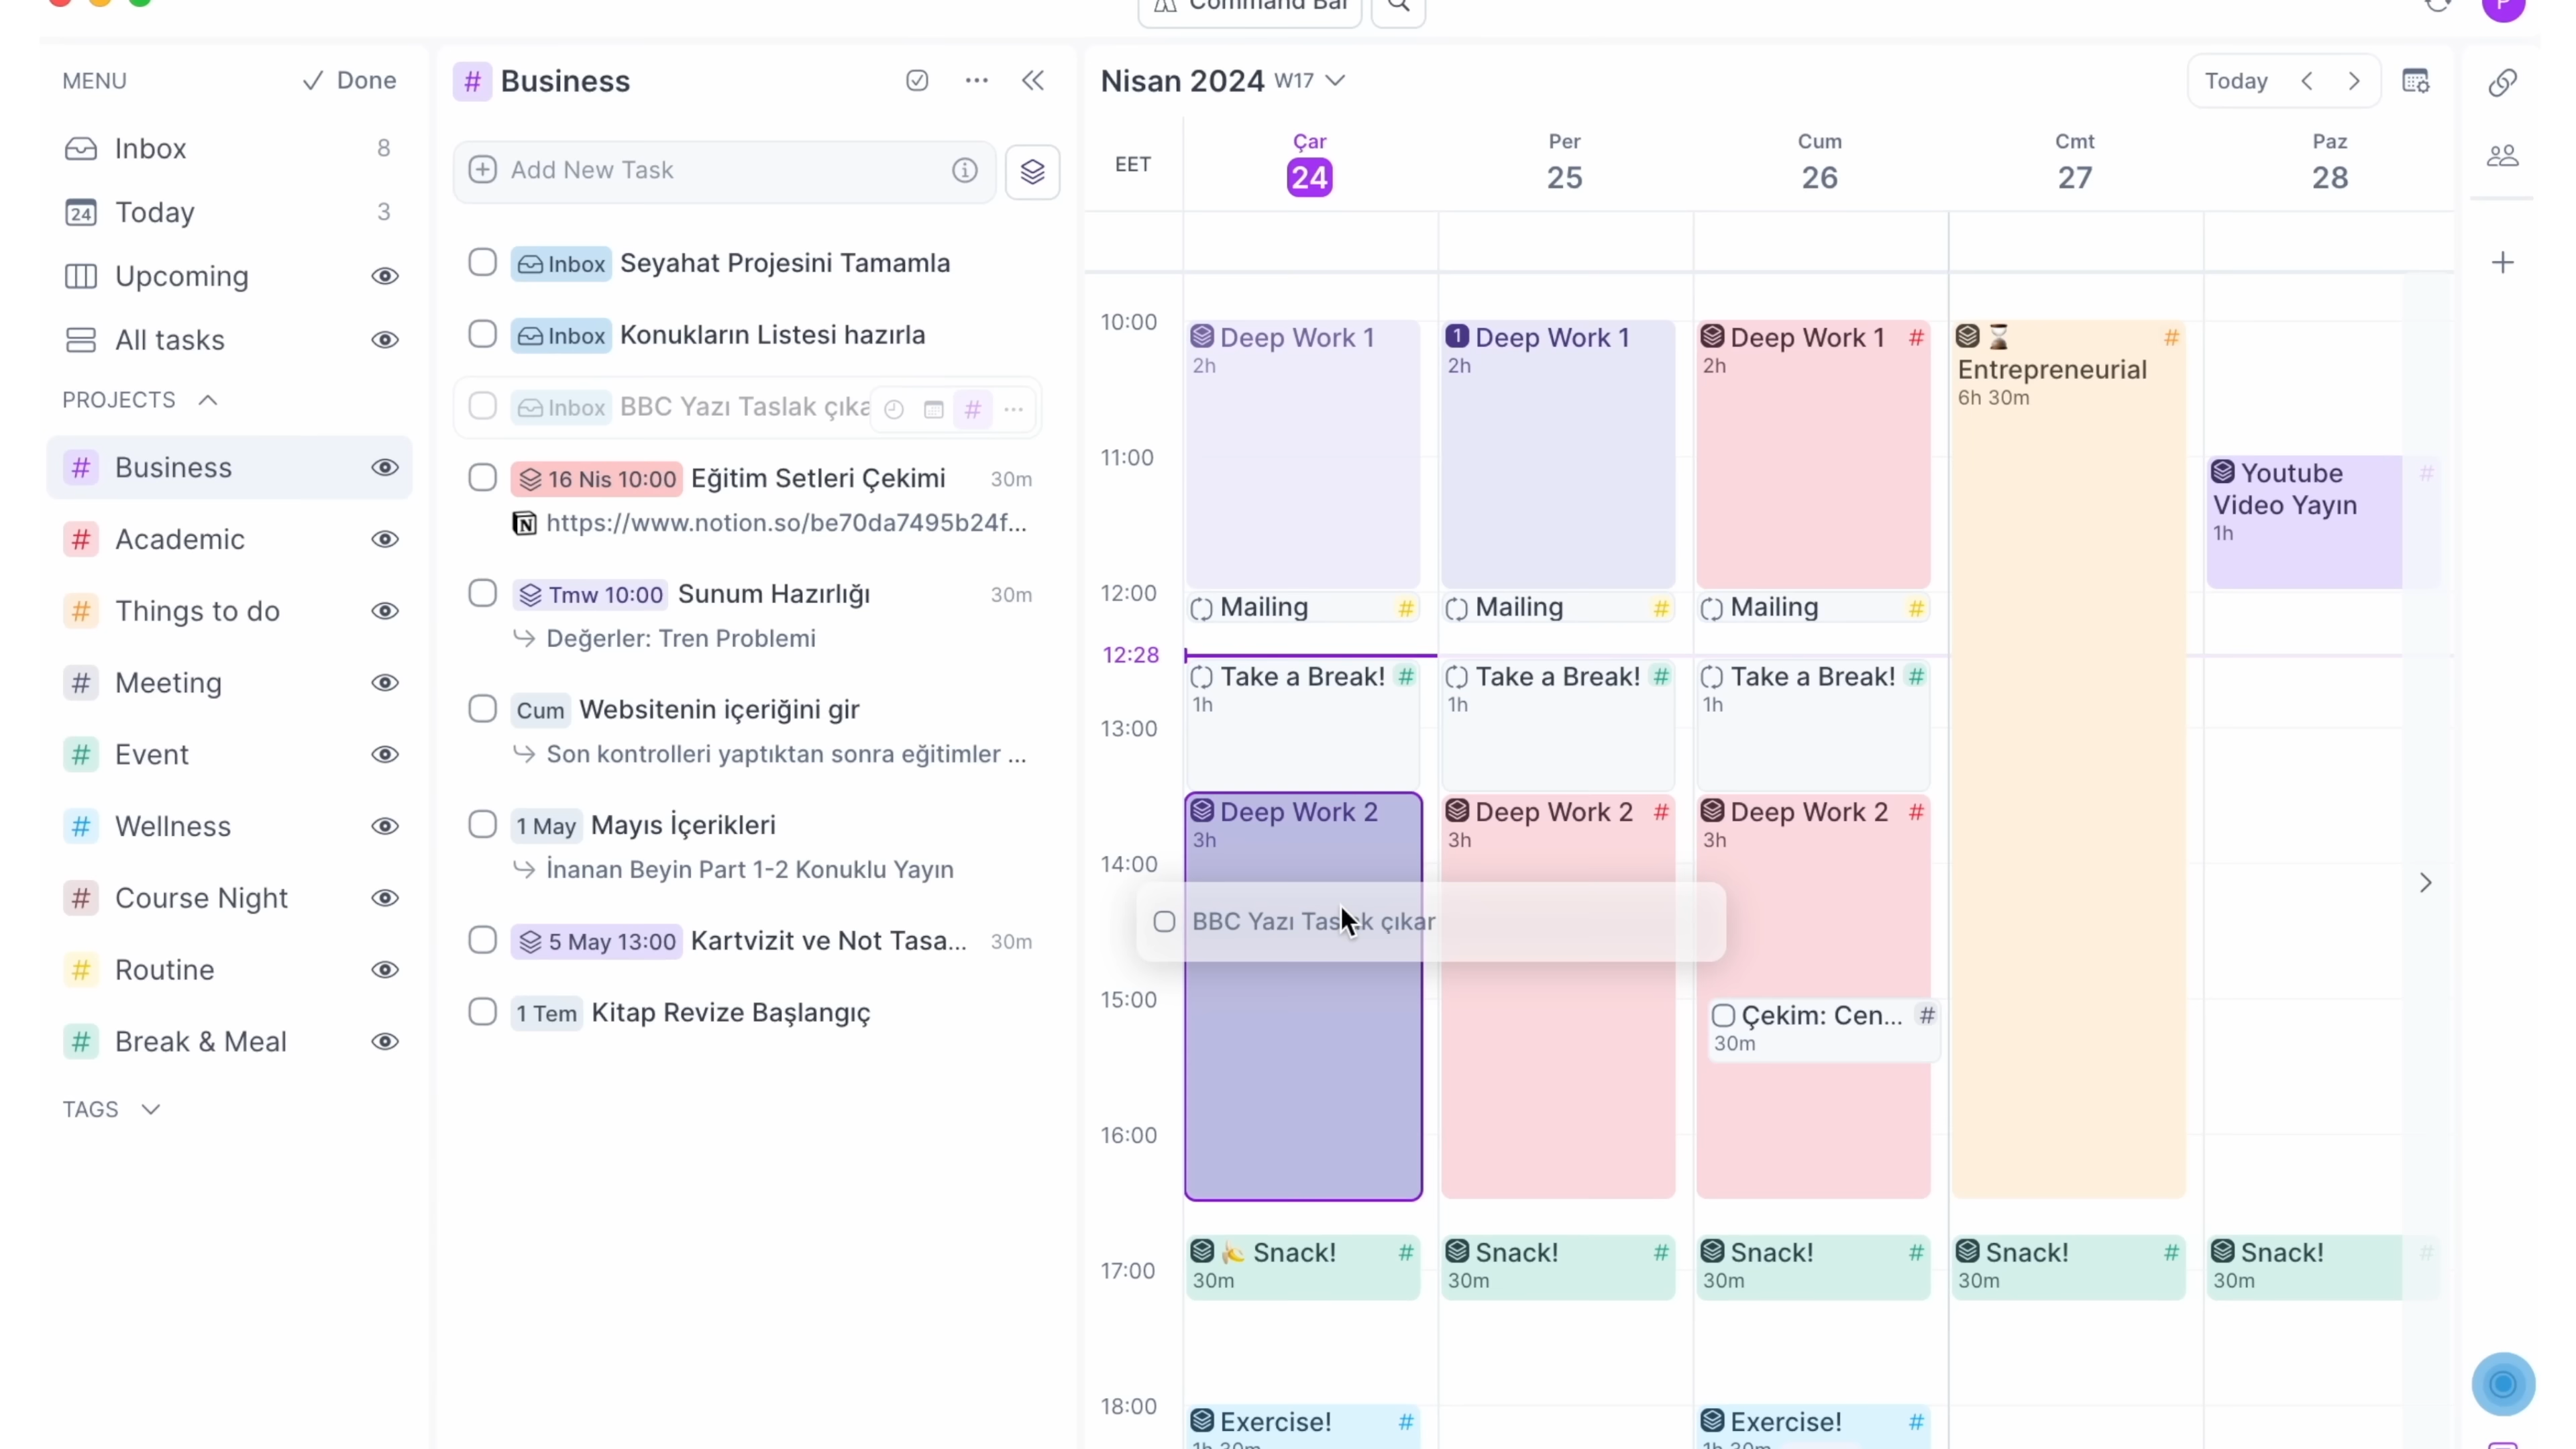 Command Bar
P
MENU
Done
Inbox
8
24
Today
3
Upcoming
All tasks
PROJECTS
# Business
# Academic
# Things to do
# Meeting
# Event
# Wellness
# Course Night
# Routine
# Break & Meal
TAGS
# Business
Add New Task
Inbox Seyahat Projesini Tamamla
Inbox Konukların Listesi hazırla
Inbox BBC Yazı Taslak çıka
#
16 Nis 10:00 Eğitim Setleri Çekimi 30m
https://www.notion.so/be70da7495b24f...
Tmw 10:00 Sunum Hazırlığı 30m
Değerler: Tren Problemi
Cum Websitenin içeriğini gir
Son kontrolleri yaptıktan sonra eğitimler ...
1 May Mayıs İçerikleri
İnanan Beyin Part 1-2 Konuklu Yayın
5 May 13:00 Kartvizit ve Not Tasa... 30m
1 Tem Kitap Revize Başlangıç
Nisan 2024 W17
Today
EET
Çar
24
Per
25
Cum
26
Cmt
27
Paz
28
10:00
11:00
12:00
12:28
13:00
14:00
15:00
16:00
17:00
18:00
Deep Work 1
2h
Mailing #
Take a Break! #
1h
Deep Work 2
3h
BBC Yazı Taslak çıkar
Snack! #
30m
Exercise! #
1h 30m
1 Deep Work 1
2h
Mailing #
Take a Break! #
1h
Deep Work 2 #
3h
Snack! #
30m
Deep Work 1 #
2h
Mailing #
Take a Break! #
1h
Deep Work 2 #
3h
Çekim: Cen... #
30m
Snack! #
30m
Exercise! #
1h 30m
#
Entrepreneurial
6h 30m
Snack! #
30m
Youtube #
Video Yayın
1h
Snack! #
30m